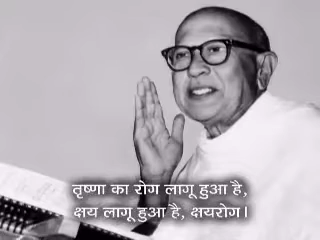 तृष्णा का रोग लागू हुआ है,
क्षय लागू हुआ है, क्षयरोग।